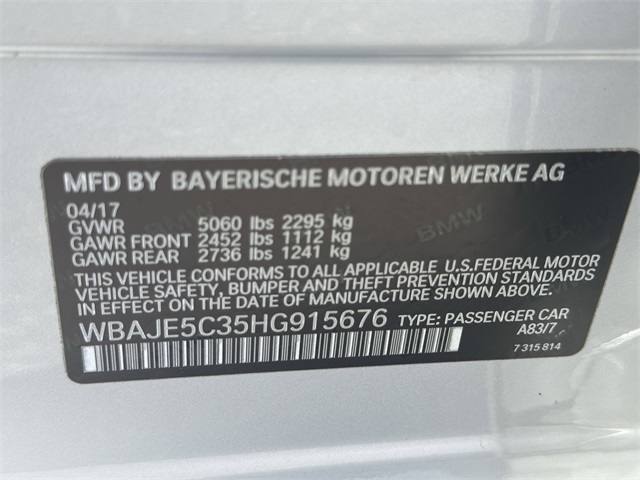 MFD BY BAYERISCHE MOTOREN WERKE AG
04/17
GVWR 5060 lbs 2295 kg
GAWR FRONT 2452 lbs 1112 kg
GAWR REAR 2736 lbs 1241 kg
THIS VEHICLE CONFORMS TO ALL APPLICABLE U.S.FEDERAL MOTOR
VEHICLE SAFETY, BUMPER AND THEFT PREVENTION STANDARDS
IN EFFECT ON THE DATE OF MANUFACTURE SHOWN ABOVE.
WBAJE5C35HG915676 TYPE: PASSENGER CAR
A83/7
7 315 814
BMW